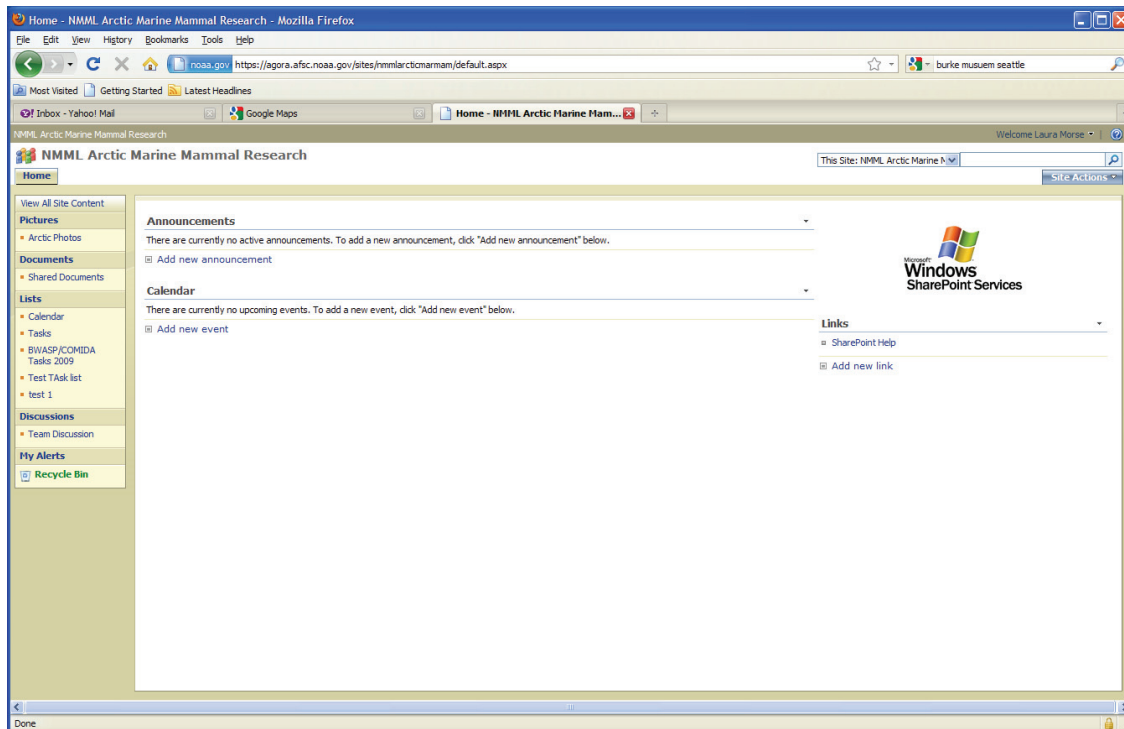 Home - NMML Arctic Marine Mammal Research - Mozilla Firefox
File Edit View History Bookmarks Tools Help
noaa.gov https://agora.afsc.noaa.gov/sites/nmmlarcticmarmam/default.aspx
burke musuem seattle
Most Visited Getting Started Latest Headlines
Inbox - Yahoo! Mail Google Maps Home - NMML Arctic Marine Mam...
NMML Arctic Marine Mammal Research Welcome Laura Morse
NMML Arctic Marine Mammal Research
This Site: NMML Arctic Marine M
Home
Site Actions
View All Site Content
Pictures
Arctic Photos
Documents
Shared Documents
Lists
Calendar
Tasks
BWASP/COMIDA
Tasks 2009
Test TAsk list
test 1
Discussions
Team Discussion
My Alerts
Recycle Bin
Announcements
There are currently no active announcements. To add a new announcement, click "Add new announcement" below.
Add new announcement
Calendar
There are currently no upcoming events. To add a new event, click "Add new event" below.
Add new event
Microsoft
Windows
SharePoint Services
Links
SharePoint Help
Add new link
Done